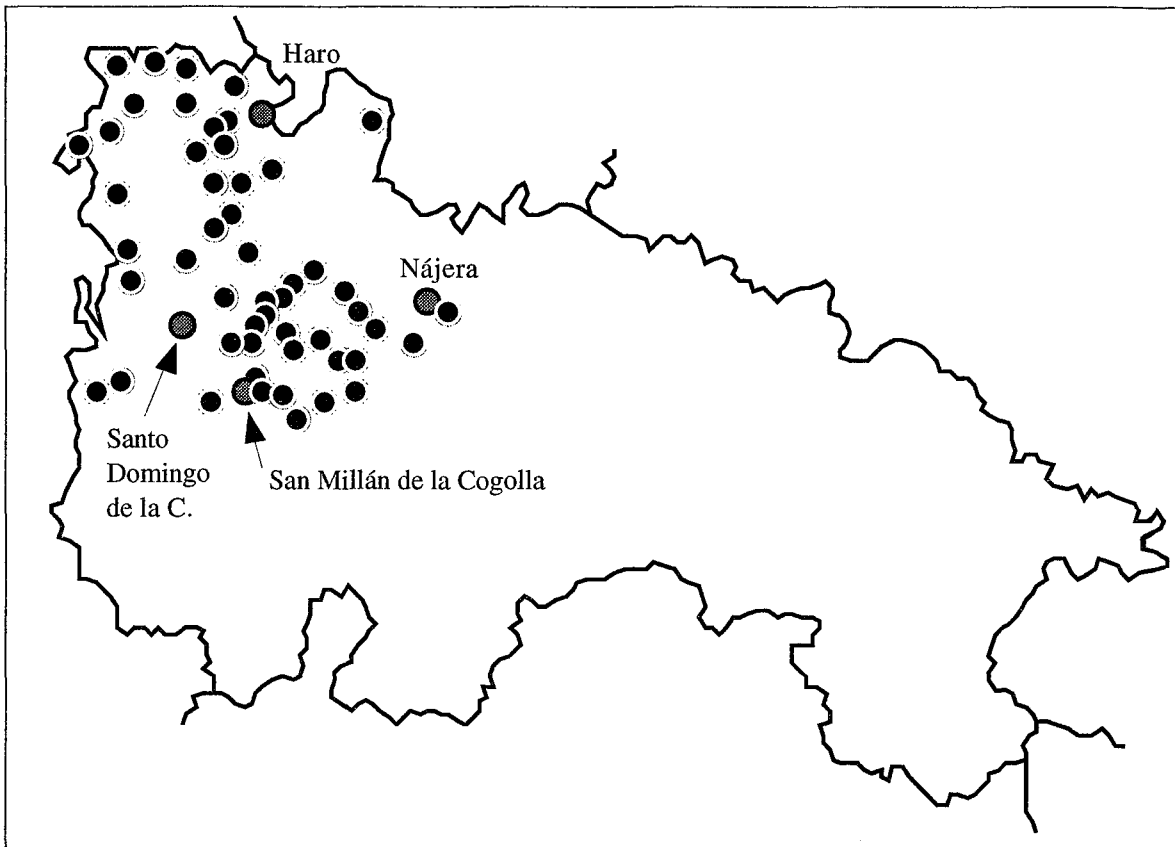 Haro
Nájera
Santo
Domingo
de la C.
San Millán de la Cogolla